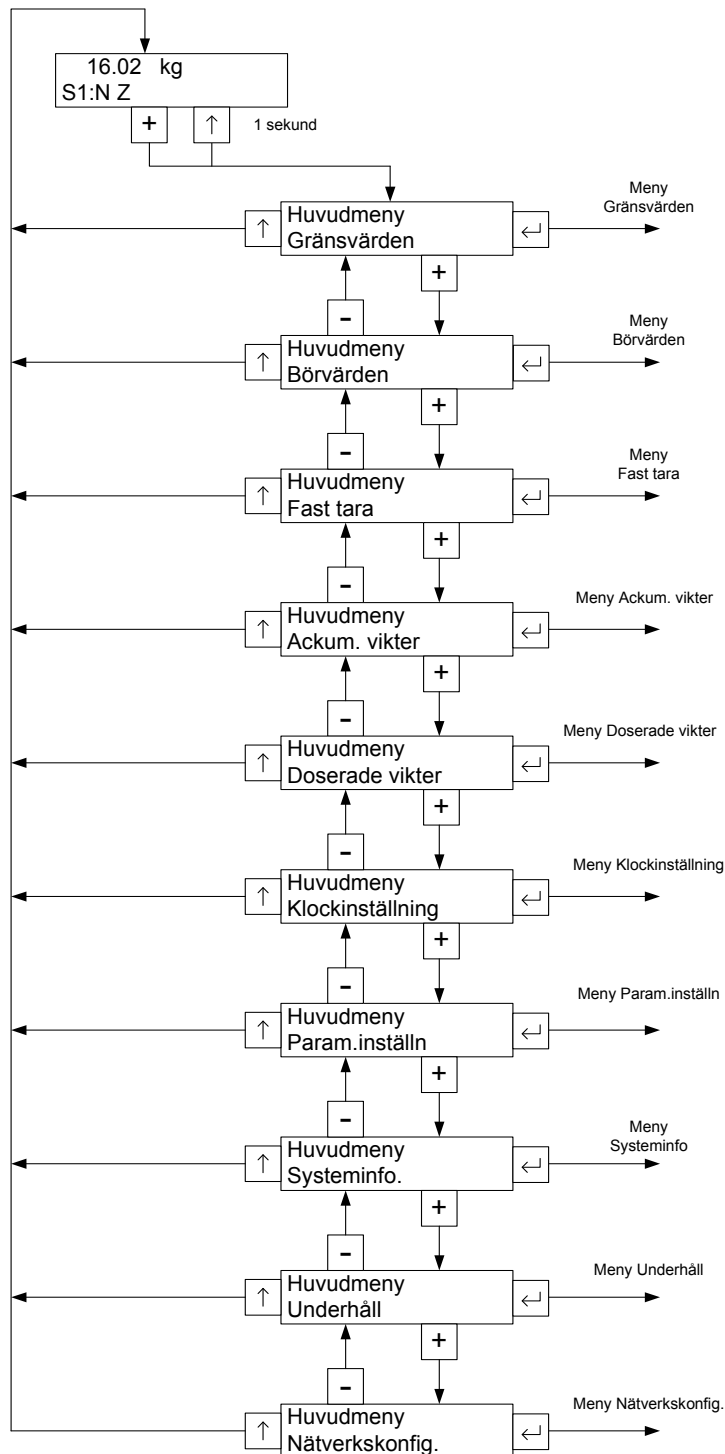 16.02 kg
S1:N Z
+
↑
1 sekund
Meny
Gränsvärden
↑
Huvudmeny
Gränsvärden
↵
+
-
Meny
Börvärden
↑
Huvudmeny
Börvärden
↵
+
-
Meny
Fast tara
↑
Huvudmeny
Fast tara
↵
+
-
Meny Ackum. vikter
↑
Huvudmeny
Ackum. vikter
↵
+
-
Meny Doserade vikter
↑
Huvudmeny
Doserade vikter
↵
+
-
Meny Klockinställning
↑
Huvudmeny
Klockinställning
↵
+
-
Meny Param.inställn
↑
Huvudmeny
Param.inställn
↵
+
-
Meny
Systeminfo
↑
Huvudmeny
Systeminfo.
↵
+
-
Meny Underhåll
↑
Huvudmeny
Underhåll
↵
+
-
Meny Nätverkskonfig.
↑
Huvudmeny
Nätverkskonfig.
↵